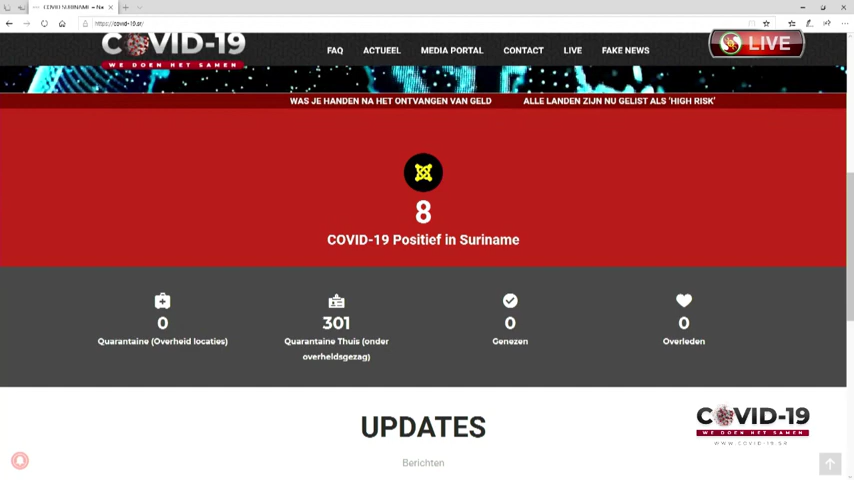 COVID SURINAME – Na
https://covid-19.sr/
COVID-19
WE DOEN HET SAMEN
FAQ
ACTUEEL
MEDIA PORTAL
CONTACT
LIVE
FAKE NEWS
LIVE
WAS JE HANDEN NA HET ONTVANGEN VAN GELD
ALLE LANDEN ZIJN NU GELIST ALS 'HIGH RISK'
8
COVID-19 Positief in Suriname
0
Quarantaine (Overheid locaties)
301
Quarantaine Thuis (onder
overheidsgezag)
0
Genezen
0
Overleden
UPDATES
Berichten
COVID-19
WE DOEN HET SAMEN
WWW.COVID-19.SR